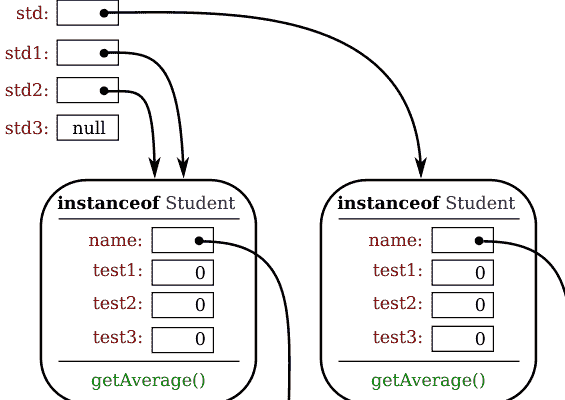 std:
std1:
std2:
std3: null
instanceof Student
name:
test1: 0
test2: 0
test3: 0
getAverage()
instanceof Student
name:
test1: 0
test2: 0
test3: 0
getAverage()